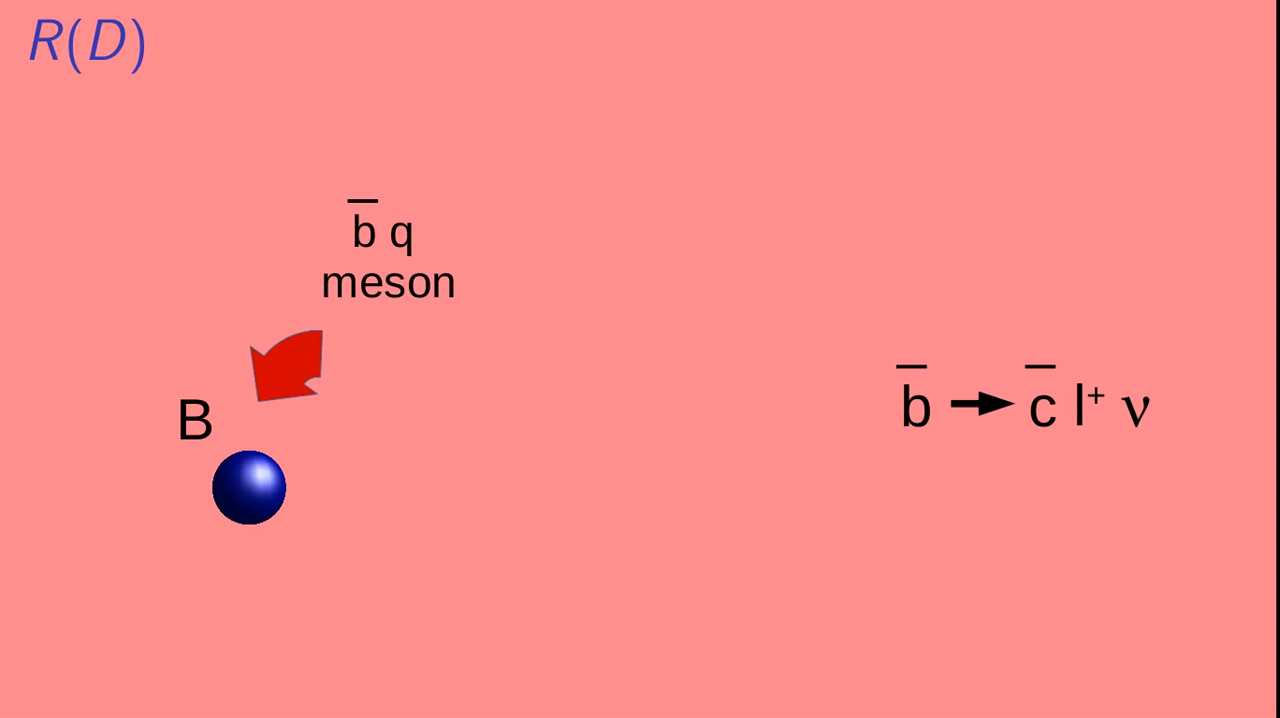 R(D)
b̅ q
meson
B
b̅ → c̅ l⁺ ν